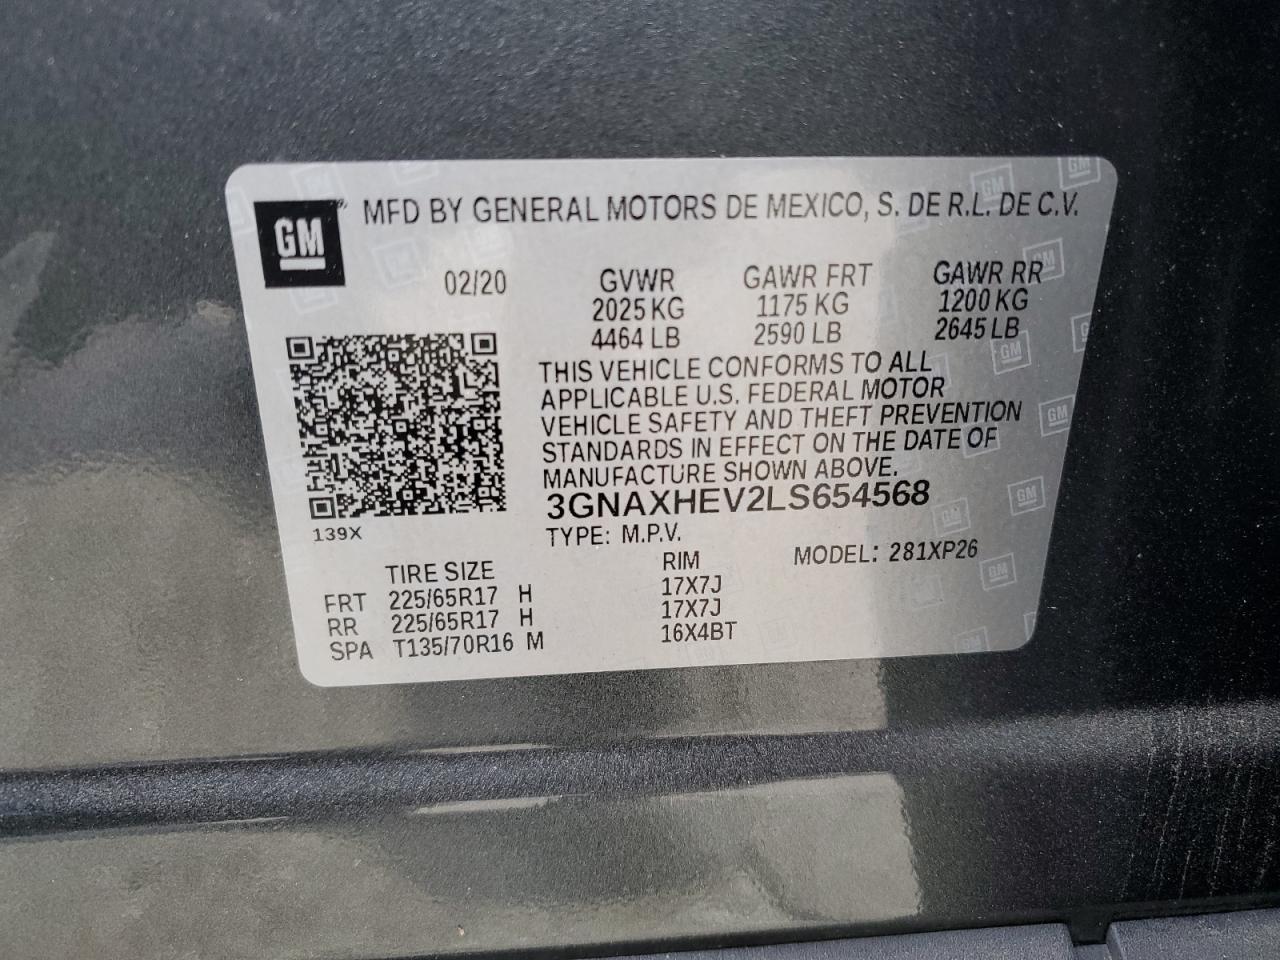 GM
MFD BY GENERAL MOTORS DE MEXICO, S. DE R.L. DE C.V.
02/20 GVWR GAWR FRT GAWR RR
2025 KG 1175 KG 1200 KG
4464 LB 2590 LB 2645 LB
THIS VEHICLE CONFORMS TO ALL
APPLICABLE U.S. FEDERAL MOTOR
VEHICLE SAFETY AND THEFT PREVENTION
STANDARDS IN EFFECT ON THE DATE OF
MANUFACTURE SHOWN ABOVE.
3GNAXHEV2LS654568
139X
TYPE: M.P.V. MODEL: 281XP26
TIRE SIZE RIM
FRT 225/65R17 H 17X7J
RR 225/65R17 H 17X7J
SPA T135/70R16 M 16X4BT